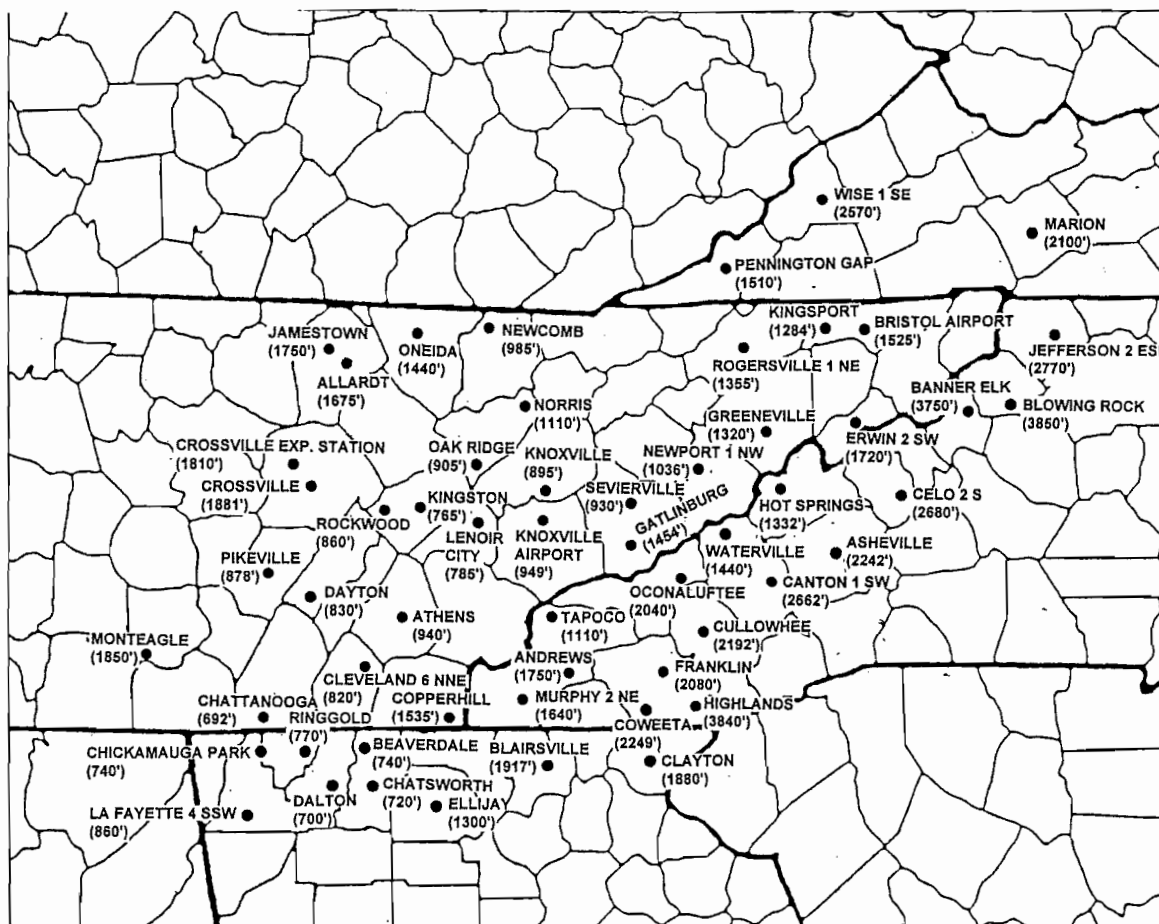 WISE 1 SE
(2570')
MARION
(2100')
PENNINGTON GAP
(1510')
JAMESTOWN
(1750')
ALLARDT
(1675')
ONEIDA
(1440')
NEWCOMB
(985')
KINGSPORT
(1284')
BRISTOL AIRPORT
(1525')
JEFFERSON 2 ES
(2770')
ROGERSVILLE 1 NE
(1355')
BANNER ELK
(3750')
BLOWING ROCK
(3850')
NORRIS
(1110')
GREENEVILLE
(1320')
ERWIN 2 SW
(1720')
CROSSVILLE EXP. STATION
(1810')
CROSSVILLE
(1881')
OAK RIDGE
(905')
KNOXVILLE
(895')
NEWPORT 1 NW
(1036')
SEVIERVILLE
(930')
GATLINBURG
(1454')
HOT SPRINGS
(1332')
CELO 2 S
(2680')
ROCKWOOD
(860')
KINGSTON
(765')
LENOIR
CITY
(785')
KNOXVILLE
AIRPORT
(949')
WATERVILLE
(1440')
ASHEVILLE
(2242')
PIKEVILLE
(878')
DAYTON
(830')
ATHENS
(940')
OCONALUFTEE
(2040')
CANTON 1 SW
(2662')
TAPOCO
(1110')
CULLOWHEE
(2192')
MONTEAGLE
(1850')
CLEVELAND 6 NNE
(820')
ANDREWS
(1750')
FRANKLIN
(2080')
CHATTANOOGA
(692')
RINGGOLD
(770')
COPPERHILL
(1535')
MURPHY 2 NE
(1640')
COWEETA
(2249')
HIGHLANDS
(3840')
CHICKAMAUGA PARK
(740')
BEAVERDALE
(740')
BLAIRSVILLE
(1917')
CLAYTON
(1880')
LA FAYETTE 4 SSW
(860')
DALTON
(700')
CHATSWORTH
(720')
ELLIJAY
(1300')